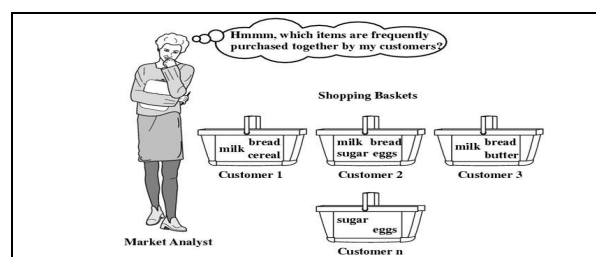 Hmmm, which items are frequently
purchased together by my customers?
Shopping Baskets
milk bread
cereal
Customer 1
milk bread
sugar eggs
Customer 2
milk bread
butter
Customer 3
sugar
eggs
Customer n
Market Analyst